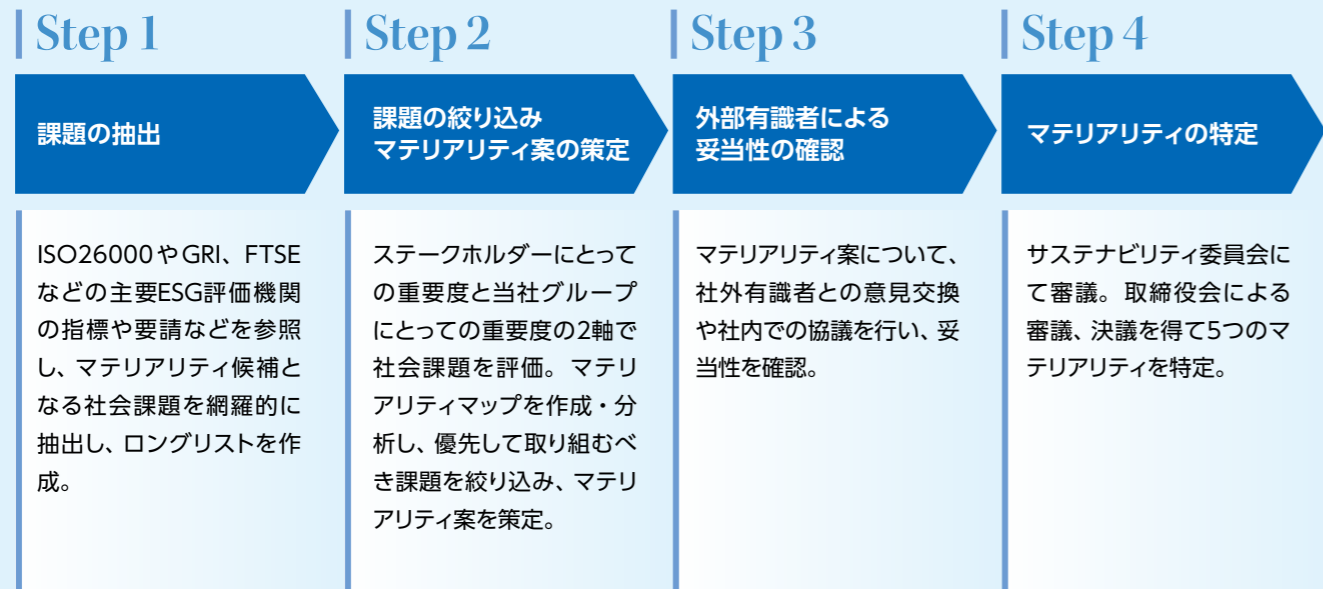 Step 1
課題の抽出
ISO26000やGRI、FTSE
などの主要ESG評価機関
の指標や要請などを参照
し、マテリアリティ候補と
なる社会課題を網羅的に
抽出し、ロングリストを作
成。
Step 2
課題の絞り込み
マテリアリティ案の策定
ステークホルダーにとって
の重要度と当社グループ
にとっての重要度の2軸で
社会課題を評価。マテリ
アリティマップを作成・分
析し、優先して取り組むべ
き課題を絞り込み、マテリ
アリティ案を策定。
Step 3
外部有識者による
妥当性の確認
マテリアリティ案について、
社外有識者との意見交換
や社内での協議を行い、妥
当性を確認。
Step 4
マテリアリティの特定
サステナビリティ委員会に
て審議。取締役会による
審議、決議を得て5つのマ
テリアリティを特定。